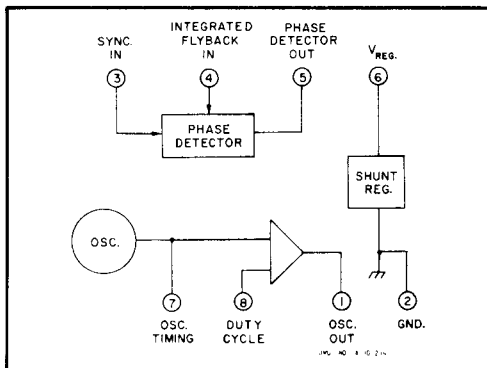 SYNC.
IN
3
INTEGRATED
FLYBACK
IN
4
PHASE
DETECTOR
OUT
5
VREG.
6
PHASE
DETECTOR
SHUNT
REG.
OSC.
7
OSC.
TIMING
8
DUTY
CYCLE
1
OSC.
OUT
2
GND.